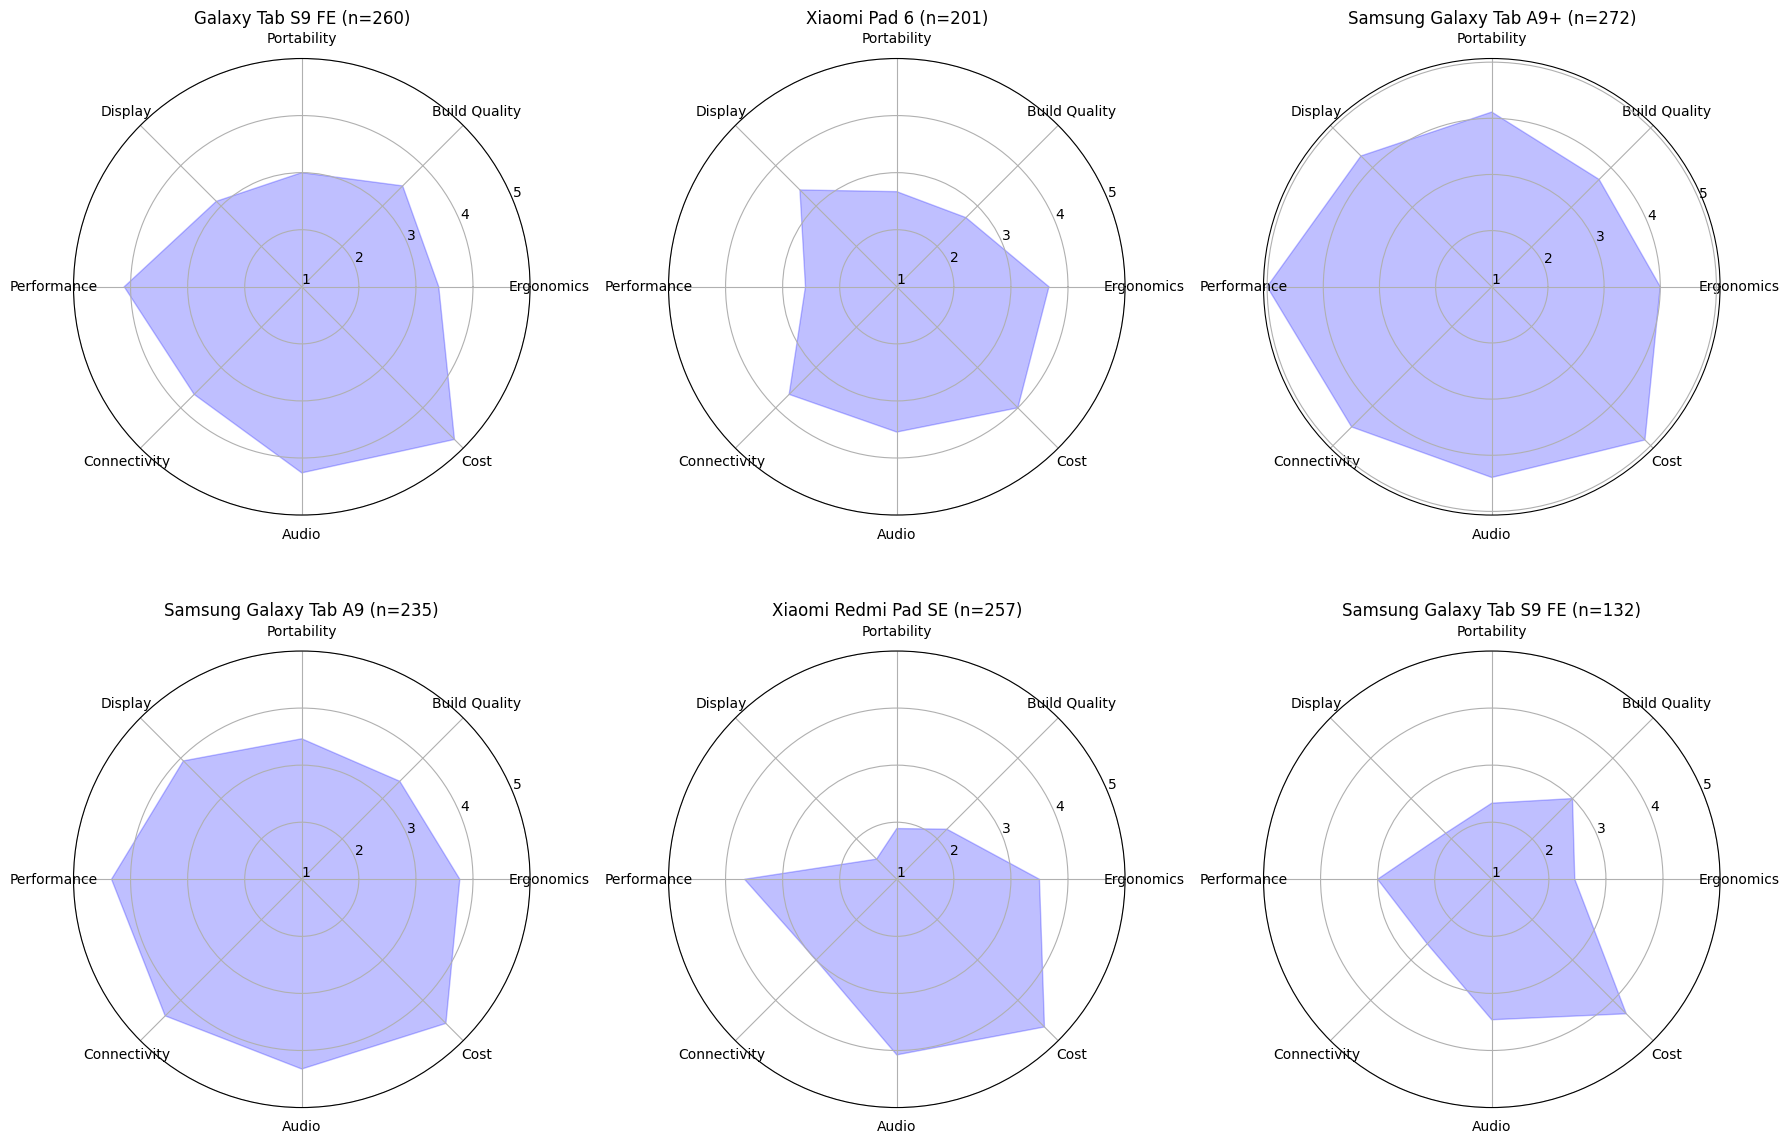 Galaxy Tab S9 FE (n=260)
Portability
Display
Build Quality
5
4
3
2
1
Performance
Ergonomics
Connectivity
Cost
Audio
Xiaomi Pad 6 (n=201)
Portability
Display
Build Quality
5
4
3
2
1
Performance
Ergonomics
Connectivity
Cost
Audio
Samsung Galaxy Tab A9+ (n=272)
Portability
Display
Build Quality
5
4
3
2
1
Performance
Ergonomics
Connectivity
Cost
Audio
Samsung Galaxy Tab A9 (n=235)
Portability
Display
Build Quality
5
4
3
2
1
Performance
Ergonomics
Connectivity
Cost
Audio
Xiaomi Redmi Pad SE (n=257)
Portability
Display
Build Quality
5
4
3
2
1
Performance
Ergonomics
Connectivity
Cost
Audio
Samsung Galaxy Tab S9 FE (n=132)
Portability
Display
Build Quality
5
4
3
2
1
Performance
Ergonomics
Connectivity
Cost
Audio